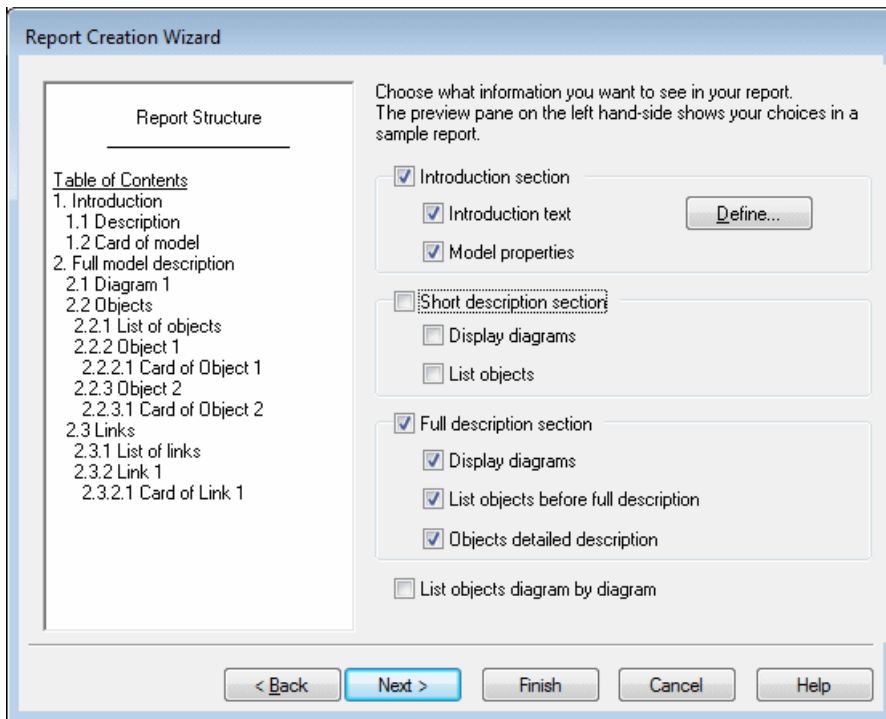 Report Creation Wizard
Report Structure
Table of Contents
1. Introduction
1.1 Description
1.2 Card of model
2. Full model description
2.1 Diagram 1
2.2 Objects
2.2.1 List of objects
2.2.2 Object 1
2.2.2.1 Card of Object 1
2.2.3 Object 2
2.2.3.1 Card of Object 2
2.3 Links
2.3.1 List of links
2.3.2 Link 1
2.3.2.1 Card of Link 1
Choose what information you want to see in your report.
The preview pane on the left hand-side shows your choices in a
sample report.
Introduction section
Introduction text
Define...
Model properties
Short description section
Display diagrams
List objects
Full description section
Display diagrams
List objects before full description
Objects detailed description
List objects diagram by diagram
< Back
Next >
Finish
Cancel
Help